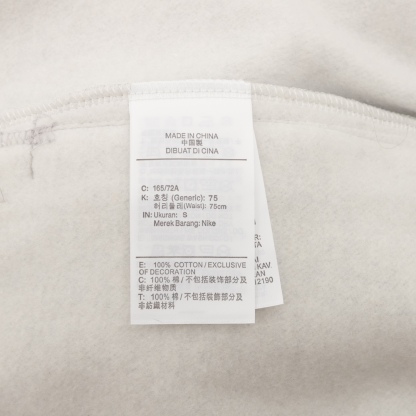 MADE IN CHINA
中国製
DIBUAT DI CINA
C: 165/72A
K: 호칭 (Generic): 75
허리둘레(Waist): 75cm
IN: Ukuran: S
Merek Barang: Nike
E: 100% COTTON/EXCLUSIVE
OF DECORATION
C: 100% 棉/不包括装饰部分及
非纤维物质
T: 100% 棉/不包括裝飾部分及
非紡織材料
KAV.
12190